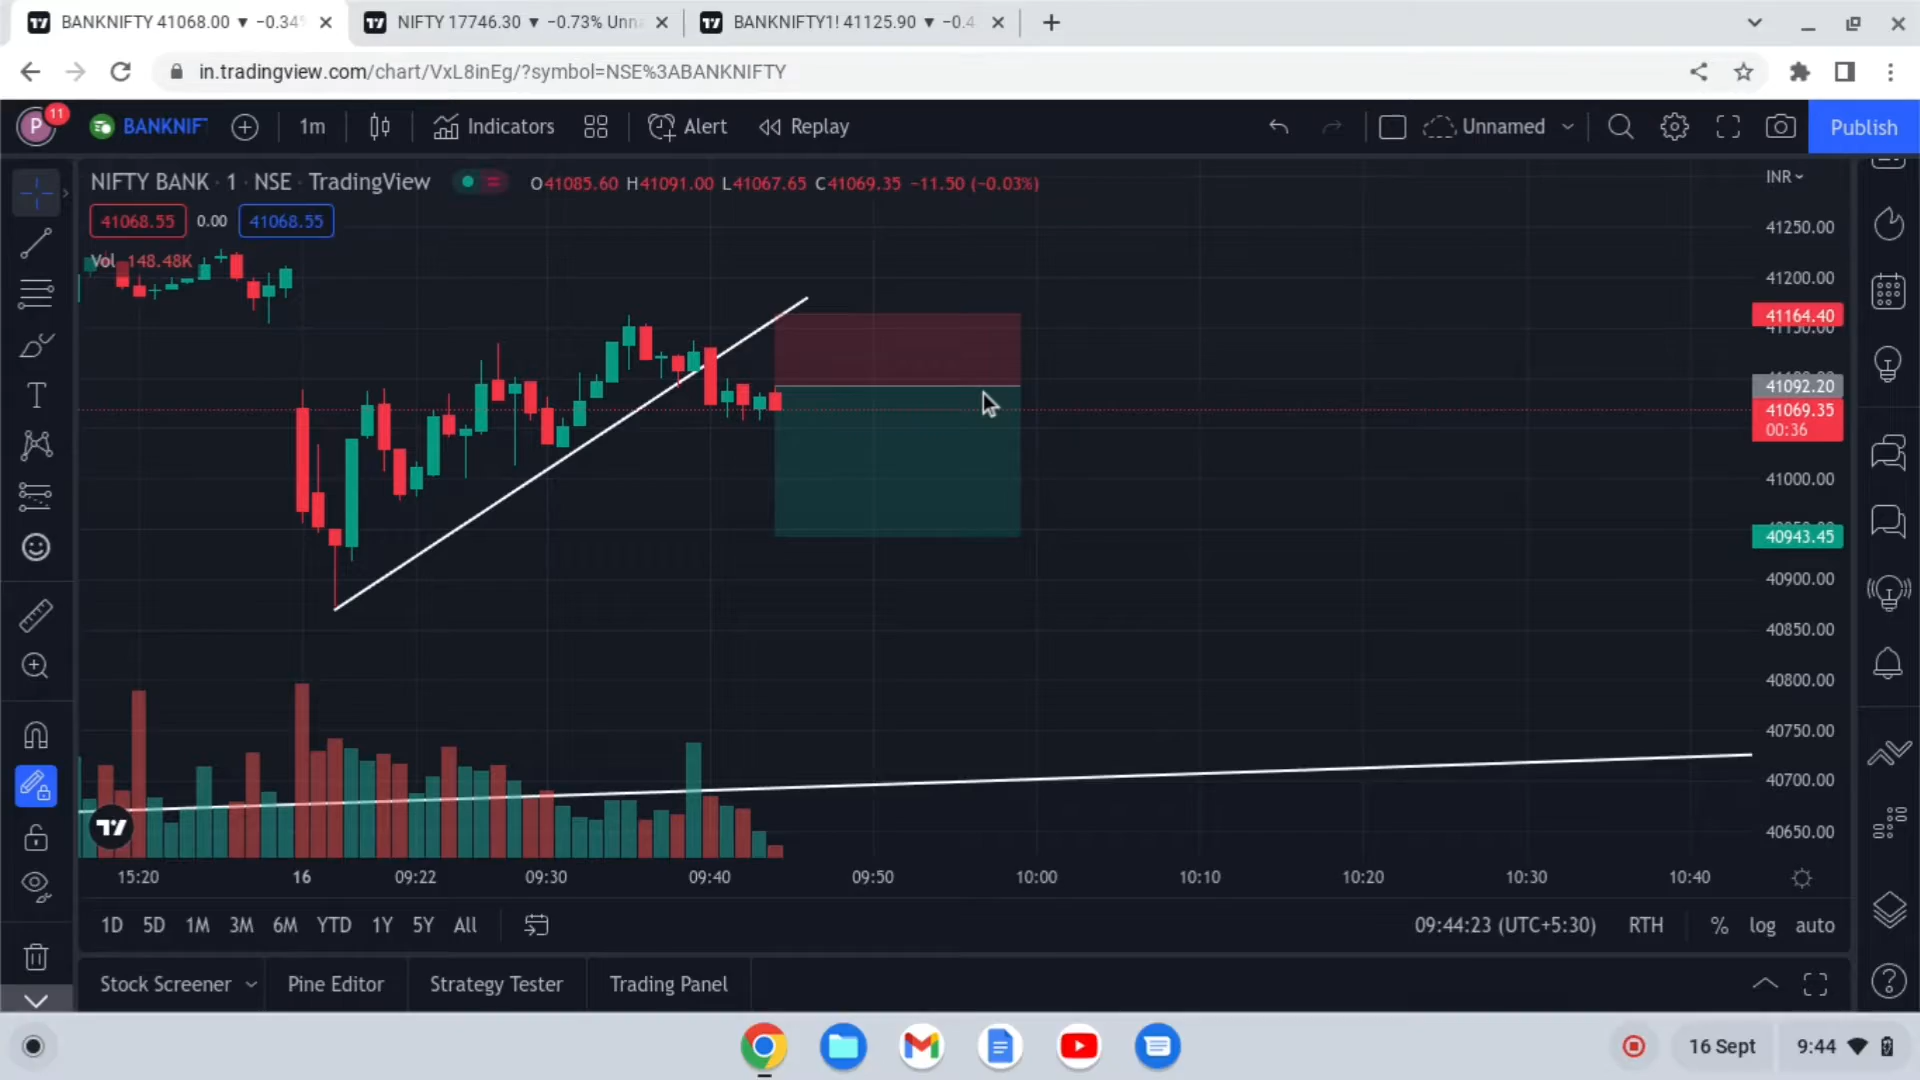 BANKNIFTY 41068.00 ▼ −0.34%
NIFTY 17746.30 ▼ −0.73% Unna
BANKNIFTY1! 41125.90 ▼ −0.4
in.tradingview.com/chart/VxL8inEg/?symbol=NSE%3ABANKNIFTY
P 11 BANKNIF 1m Indicators Alert Replay Unnamed Publish
NIFTY BANK · 1 · NSE TradingView O41085.60 H41091.00 L41067.65 C41069.35 −11.50 (−0.03%)
INR
41068.55 0.00 41068.55
Vol 148.48K
41250.00
41200.00
41164.40
41150.00
41092.20
41069.35
00:36
41000.00
40943.45
40900.00
40850.00
40800.00
40750.00
40700.00
40650.00
15:20 16 09:22 09:30 09:40 09:50 10:00 10:10 10:20 10:30 10:40
1D 5D 1M 3M 6M YTD 1Y 5Y All
09:44:23 (UTC+5:30) RTH % log auto
Stock Screener Pine Editor Strategy Tester Trading Panel
16 Sept 9:44